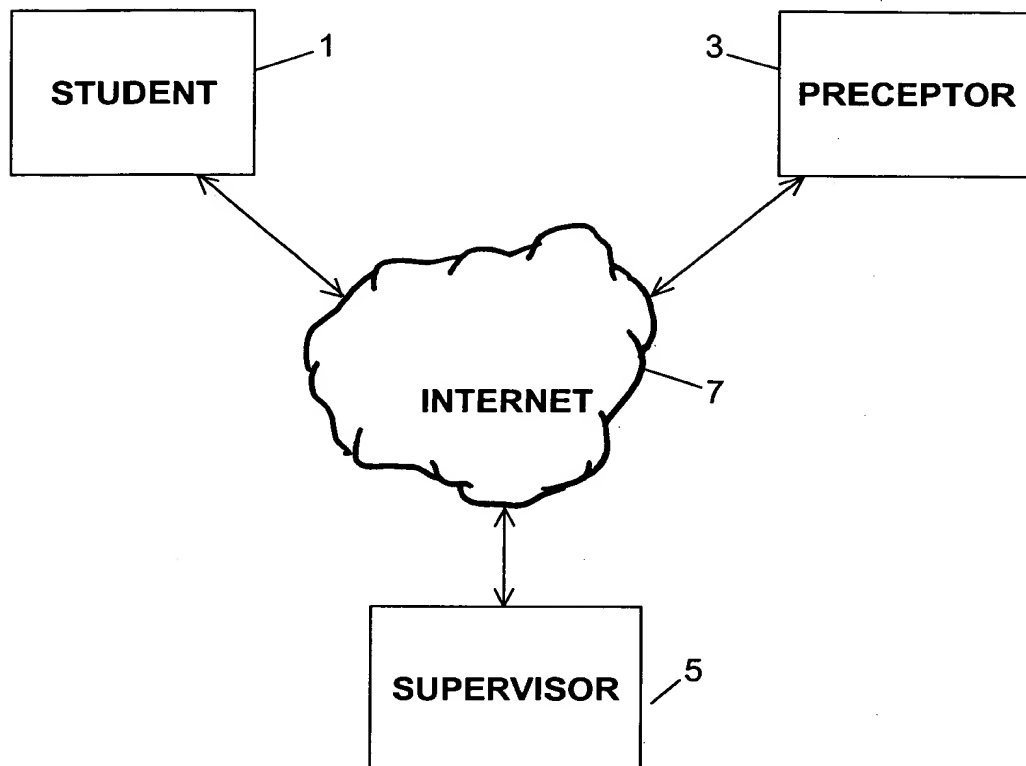 STUDENT
1
3
PRECEPTOR
INTERNET
7
SUPERVISOR
5